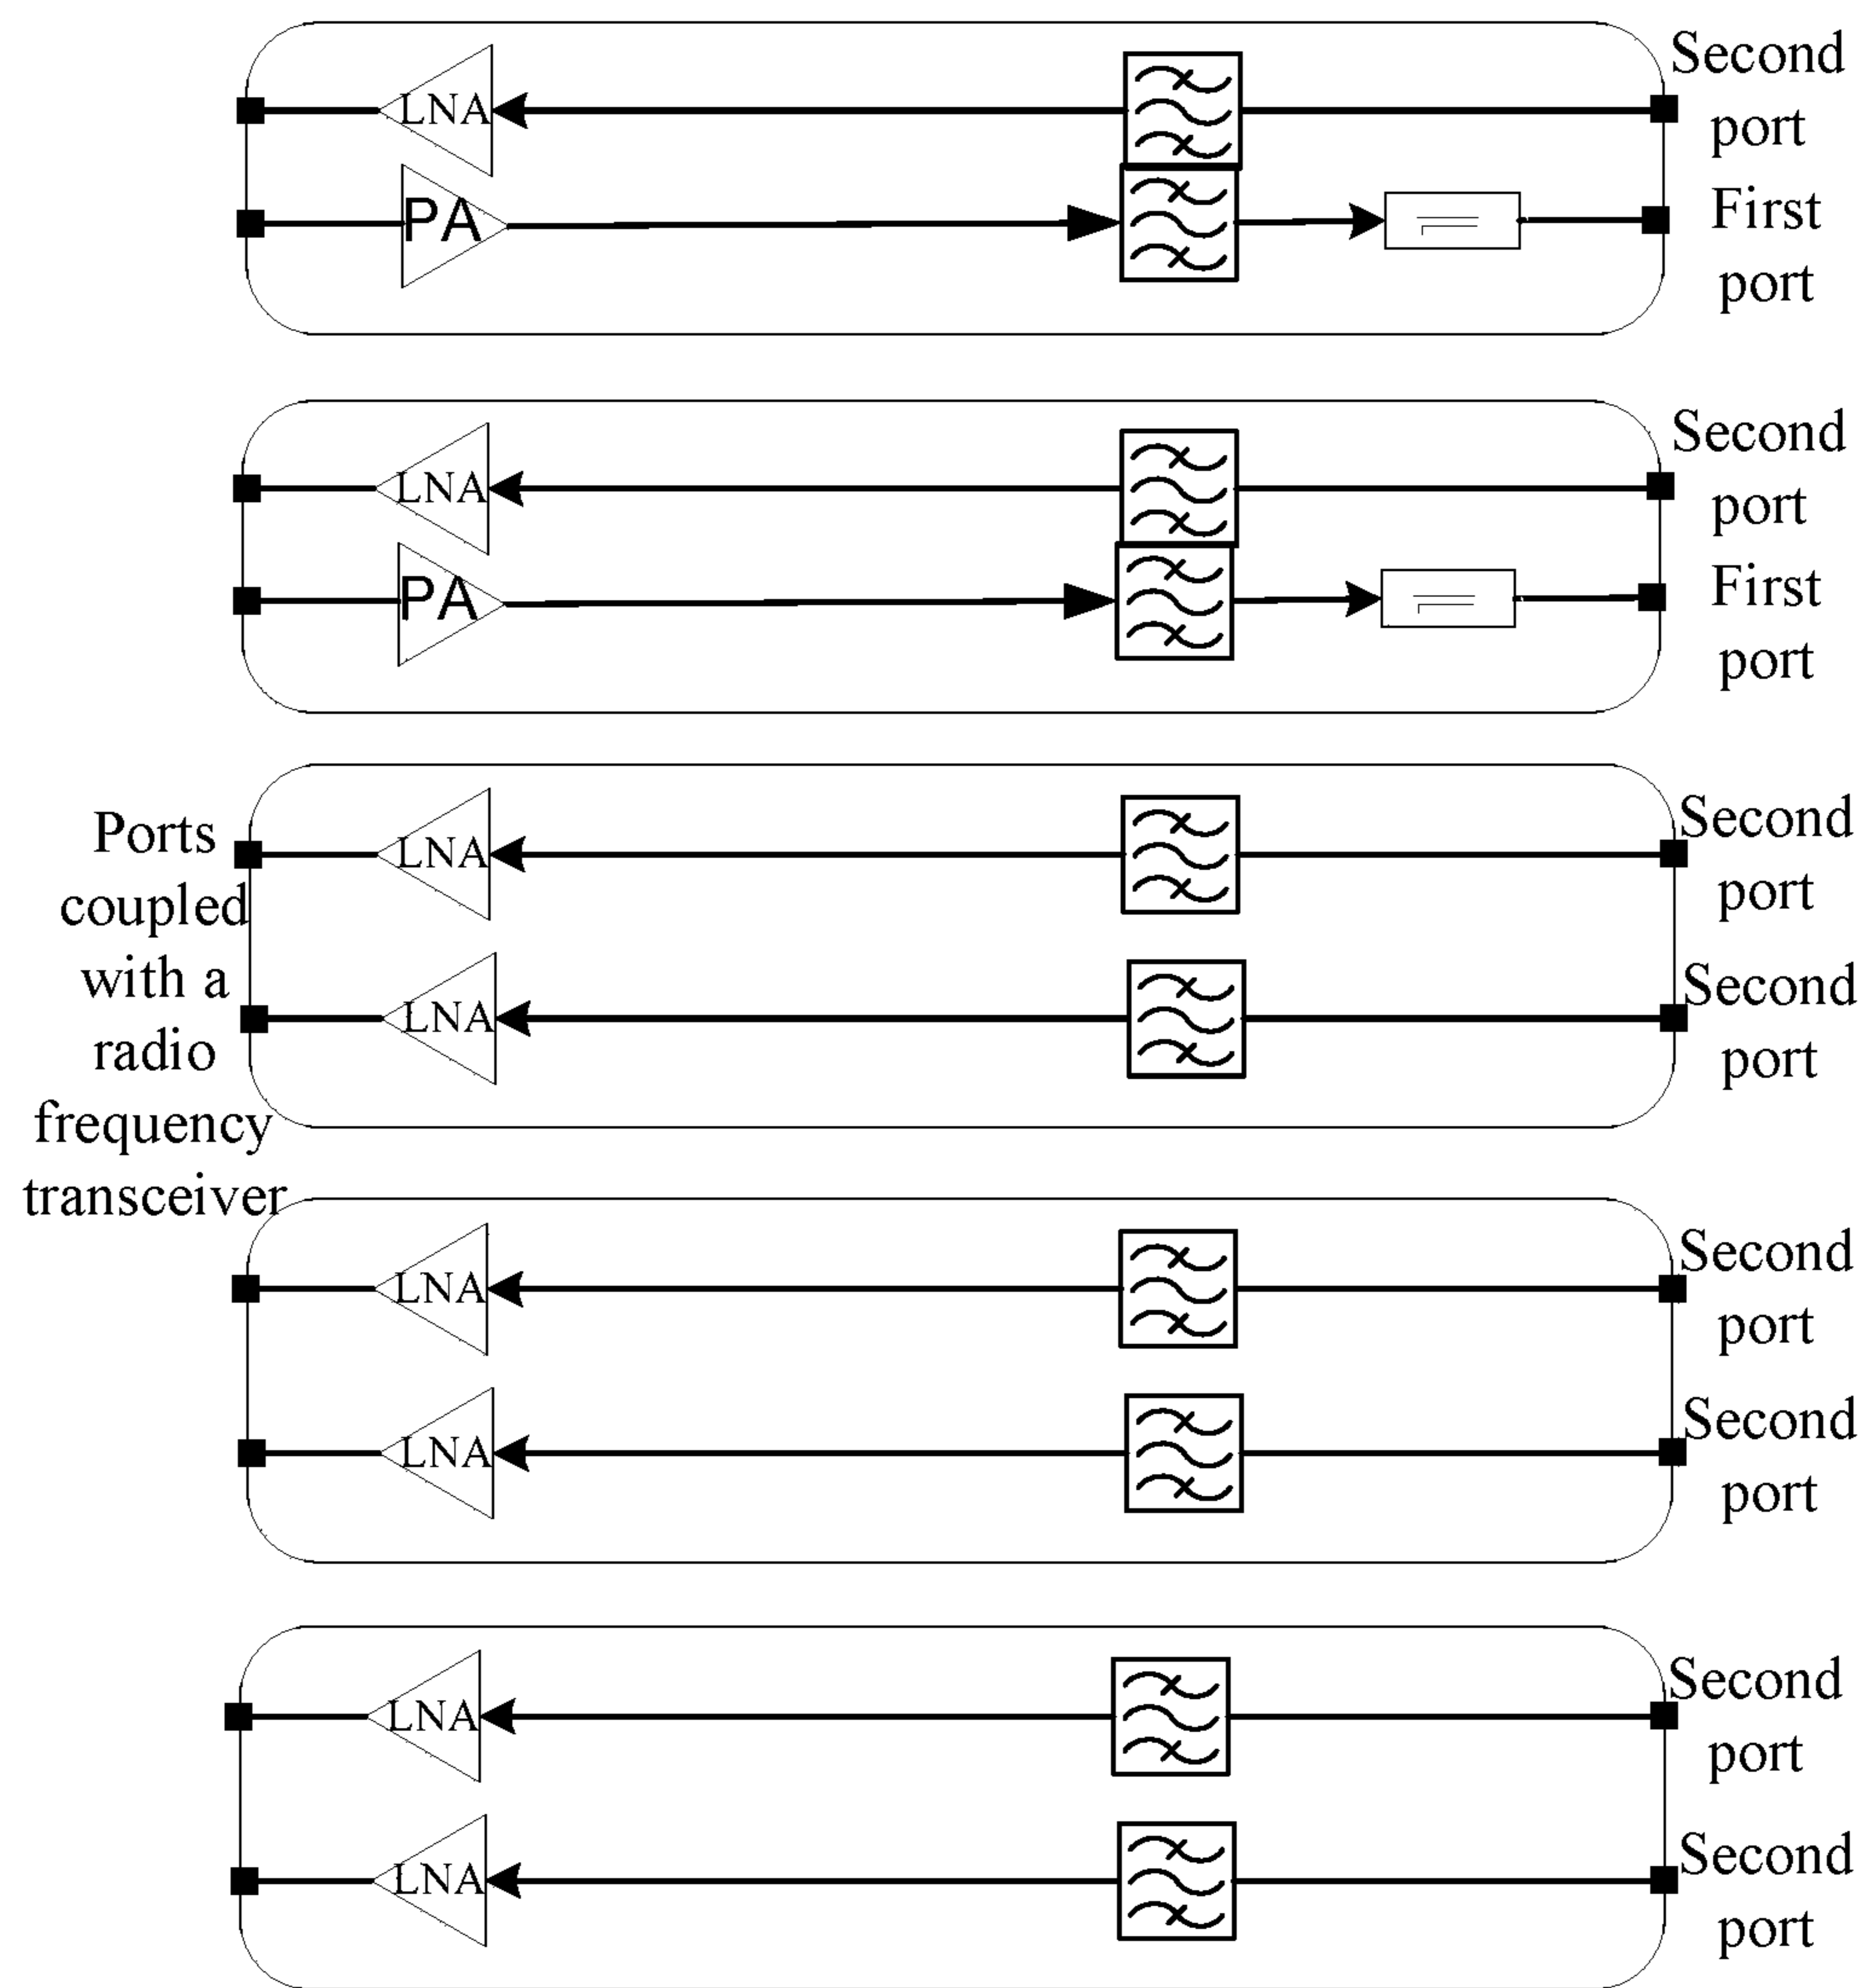 Second
port
LNA
First
port
PA
Second
port
LNA
First
port
PA
Ports
coupled
with a
radio
frequency
transceiver
Second
port
LNA
Second
port
LNA
Second
port
LNA
Second
port
LNA
Second
port
LNA
Second
port
LNA